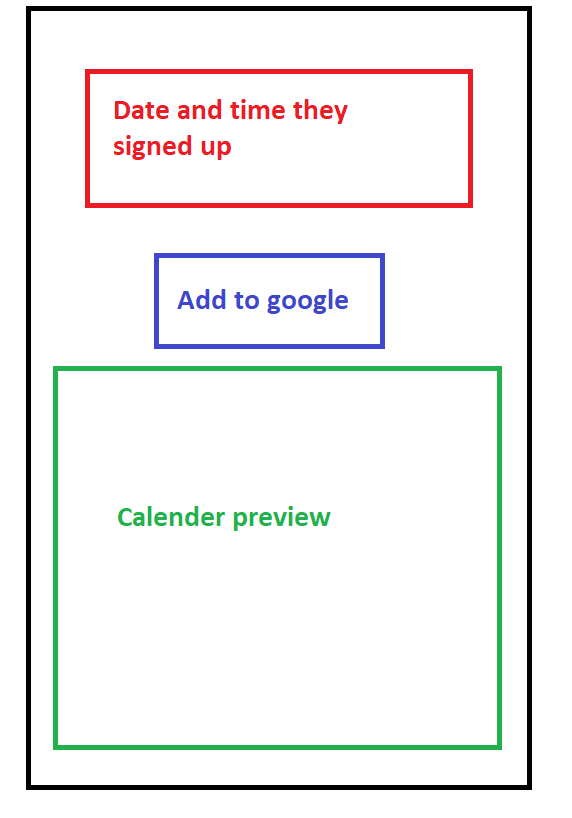 Date and time they
signed up
Add to google
Calender preview